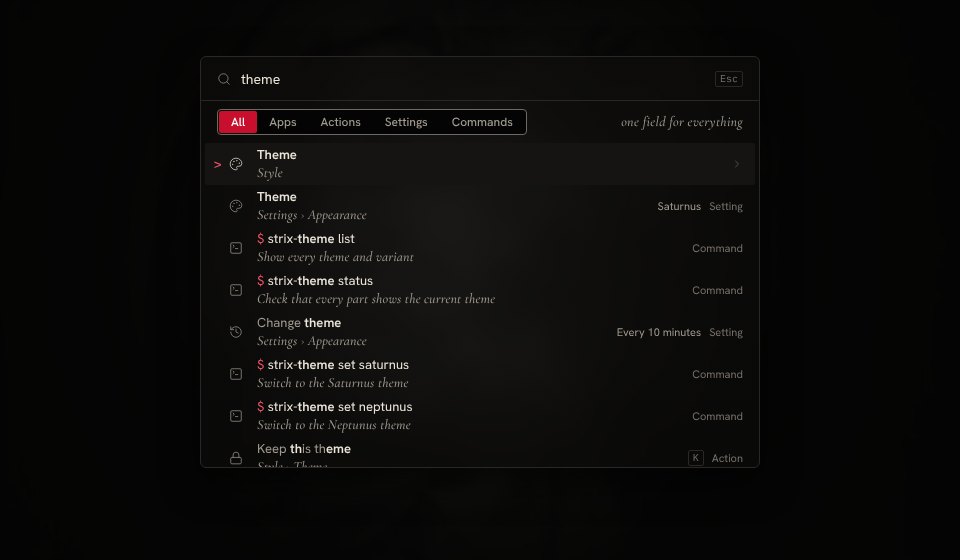 theme Esc
All Apps Actions Settings Commands one field for everything
> Theme ›
Style
Theme
Settings › Appearance Saturnus Setting
$ strix-theme list
Show every theme and variant Command
$ strix-theme status
Check that every part shows the current theme Command
Change theme
Settings › Appearance Every 10 minutes Setting
$ strix-theme set saturnus
Switch to the Saturnus theme Command
$ strix-theme set neptunus
Switch to the Neptunus theme Command
Keep this theme
Style › Theme K Action